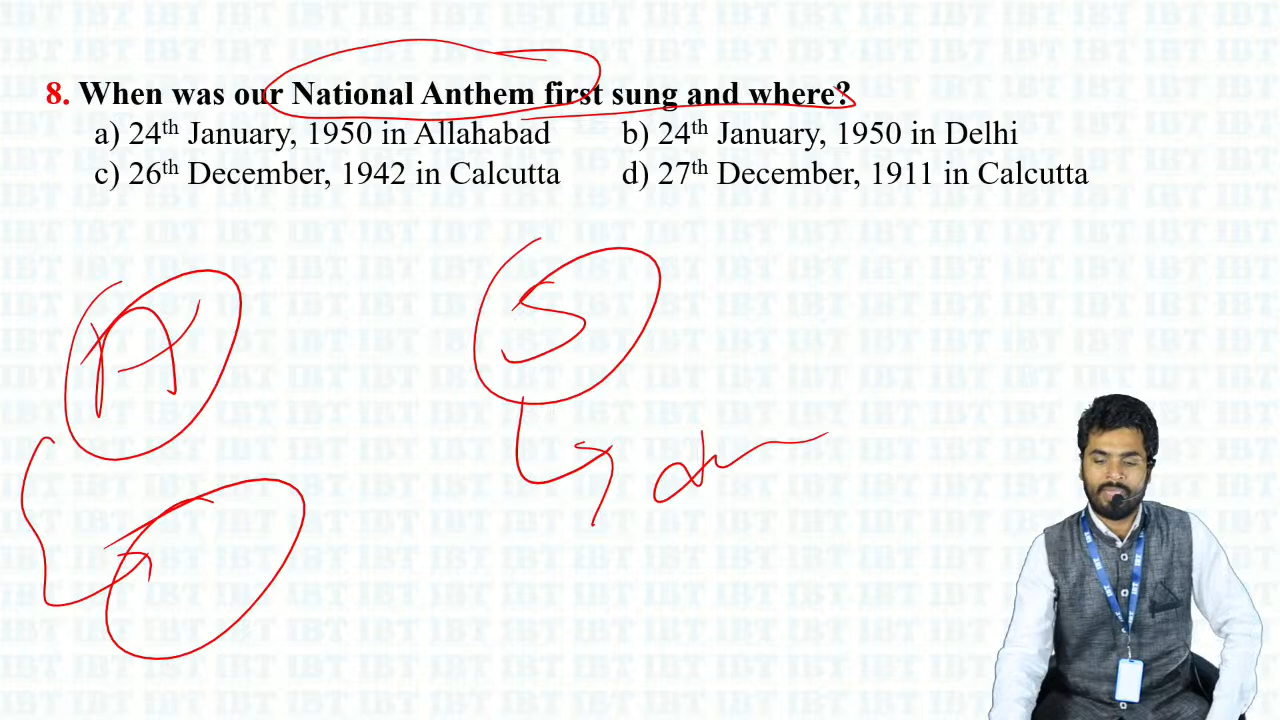 8. When was our National Anthem first sung and where?
a) 24th January, 1950 in Allahabad b) 24th January, 1950 in Delhi
c) 26th December, 1942 in Calcutta d) 27th December, 1911 in Calcutta
A S